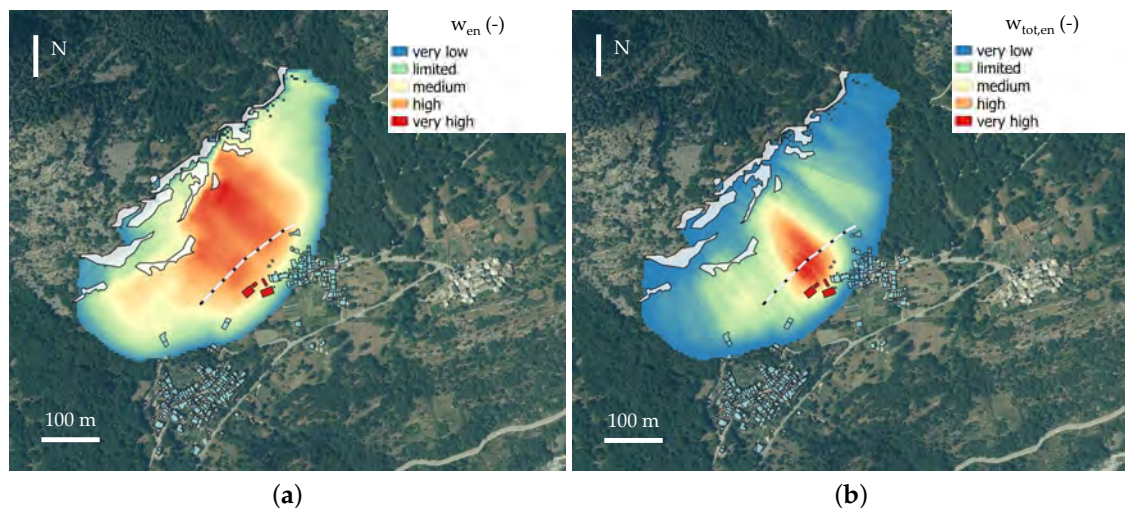 w_en (-)
very low
limited
medium
high
very high
N
100 m
(a)
w_tot,en (-)
very low
limited
medium
high
very high
N
100 m
(b)